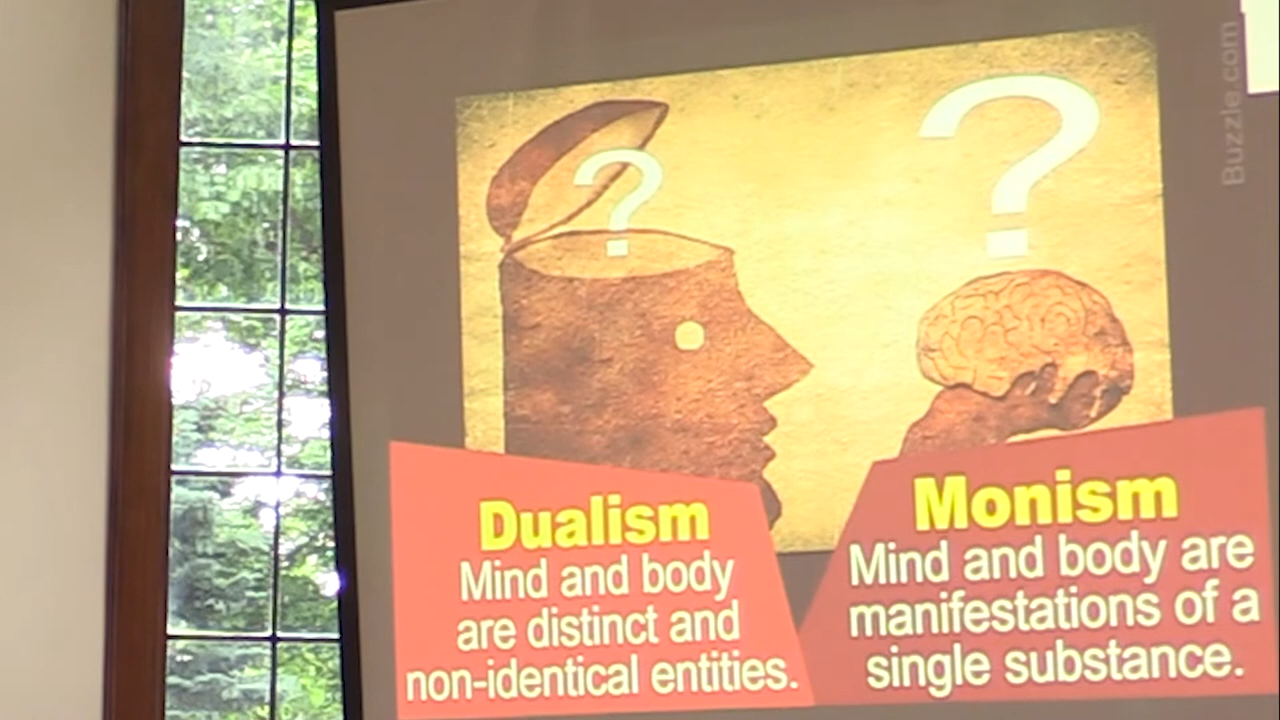 Buzzle.com
?
?
Dualism
Mind and body
are distinct and
non-identical entities.
Monism
Mind and body are
manifestations of a
single substance.